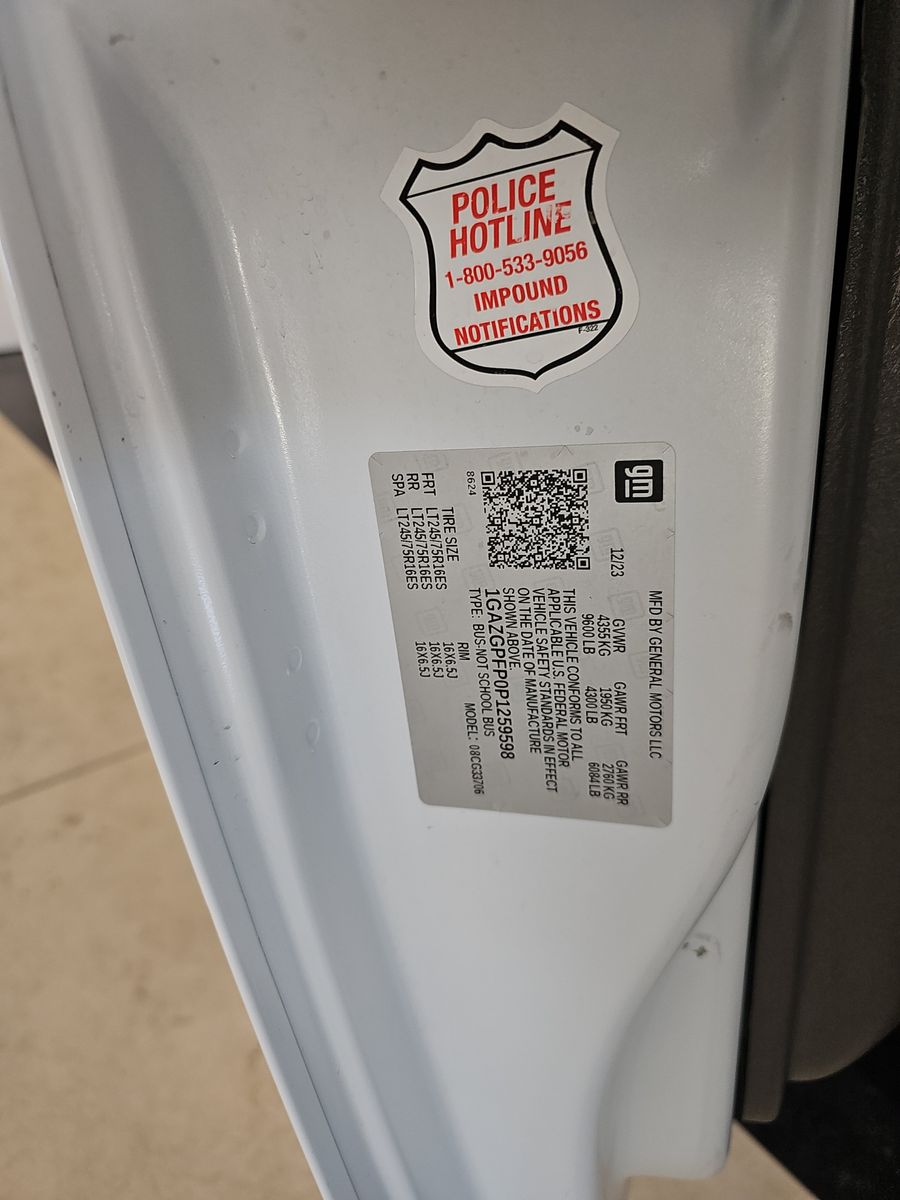 POLICE
HOTLINE
1-800-533-9056
IMPOUND
NOTIFICATIONS
F-322
gm
MFD BY GENERAL MOTORS LLC
12/23
GVWR GAWR FRT GAWR RR
4355 KG 1950 KG 2760 KG
9600 LB 4300 LB 6084 LB
THIS VEHICLE CONFORMS TO ALL
APPLICABLE U.S. FEDERAL MOTOR
VEHICLE SAFETY STANDARDS IN EFFECT
ON THE DATE OF MANUFACTURE
SHOWN ABOVE.
1GAZGPFP0P1259598
TYPE: BUS-NOT SCHOOL BUS MODEL: 08CG33706
8624
TIRE SIZE RIM
FRT LT245/75R16ES 16X6.5J
RR LT245/75R16ES 16X6.5J
SPA LT245/75R16ES 16X6.5J